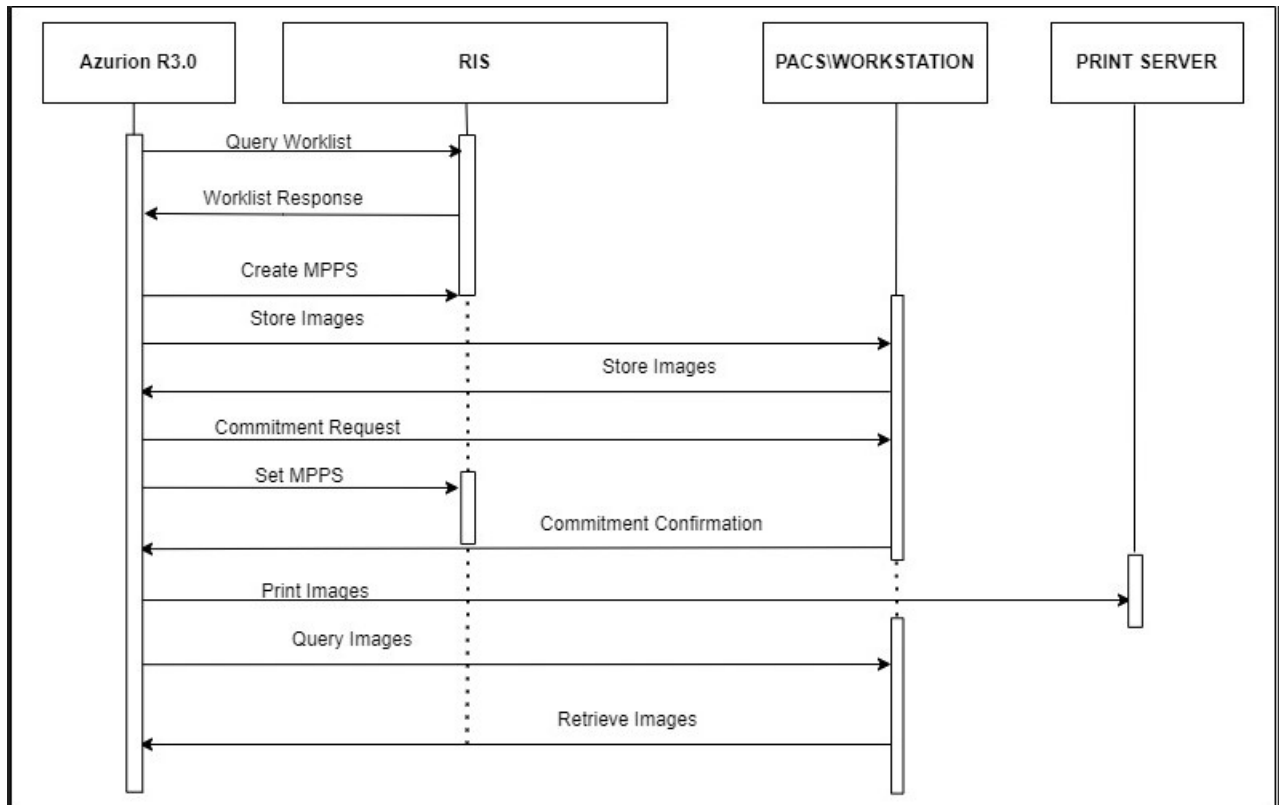 Azurion R3.0
RIS
PACS\WORKSTATION
PRINT SERVER
Query Worklist
Worklist Response
Create MPPS
Store Images
Store Images
Commitment Request
Set MPPS
Commitment Confirmation
Print Images
Query Images
Retrieve Images